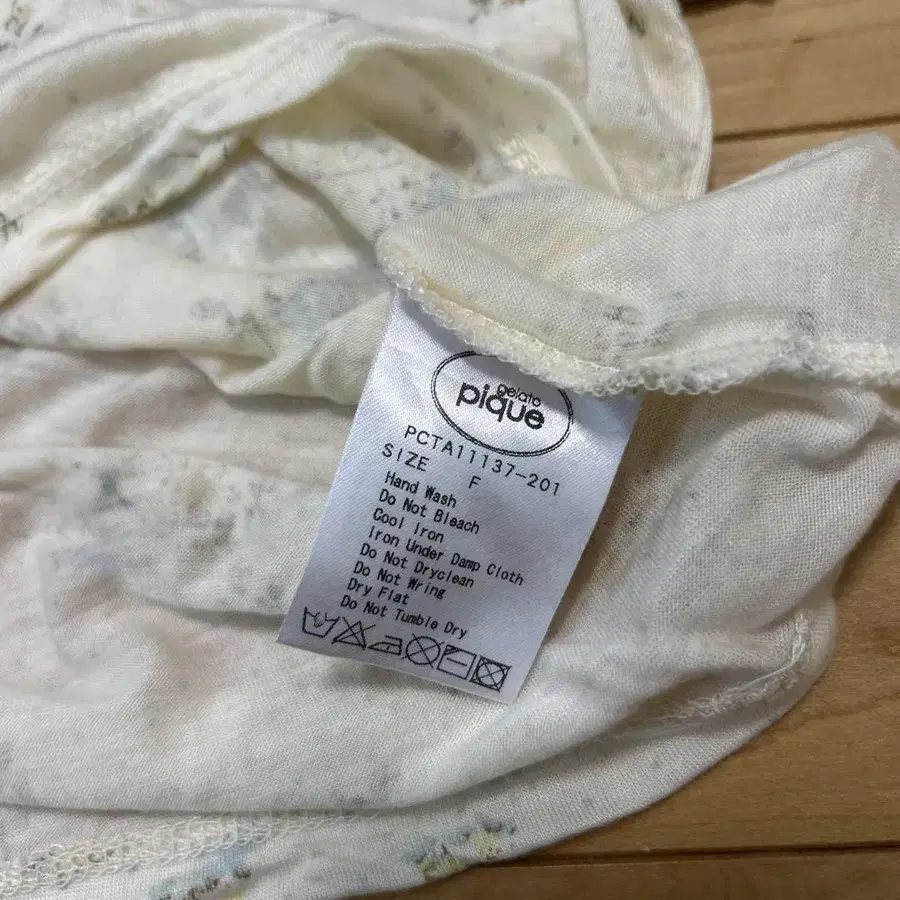 gelato
pique
PCTA11137-201
SIZE F
Hand Wash
Do Not Bleach
Cool Iron
Iron Under Damp Cloth
Do Not Dryclean
Do Not Wring
Dry Flat
Do Not Tumble Dry